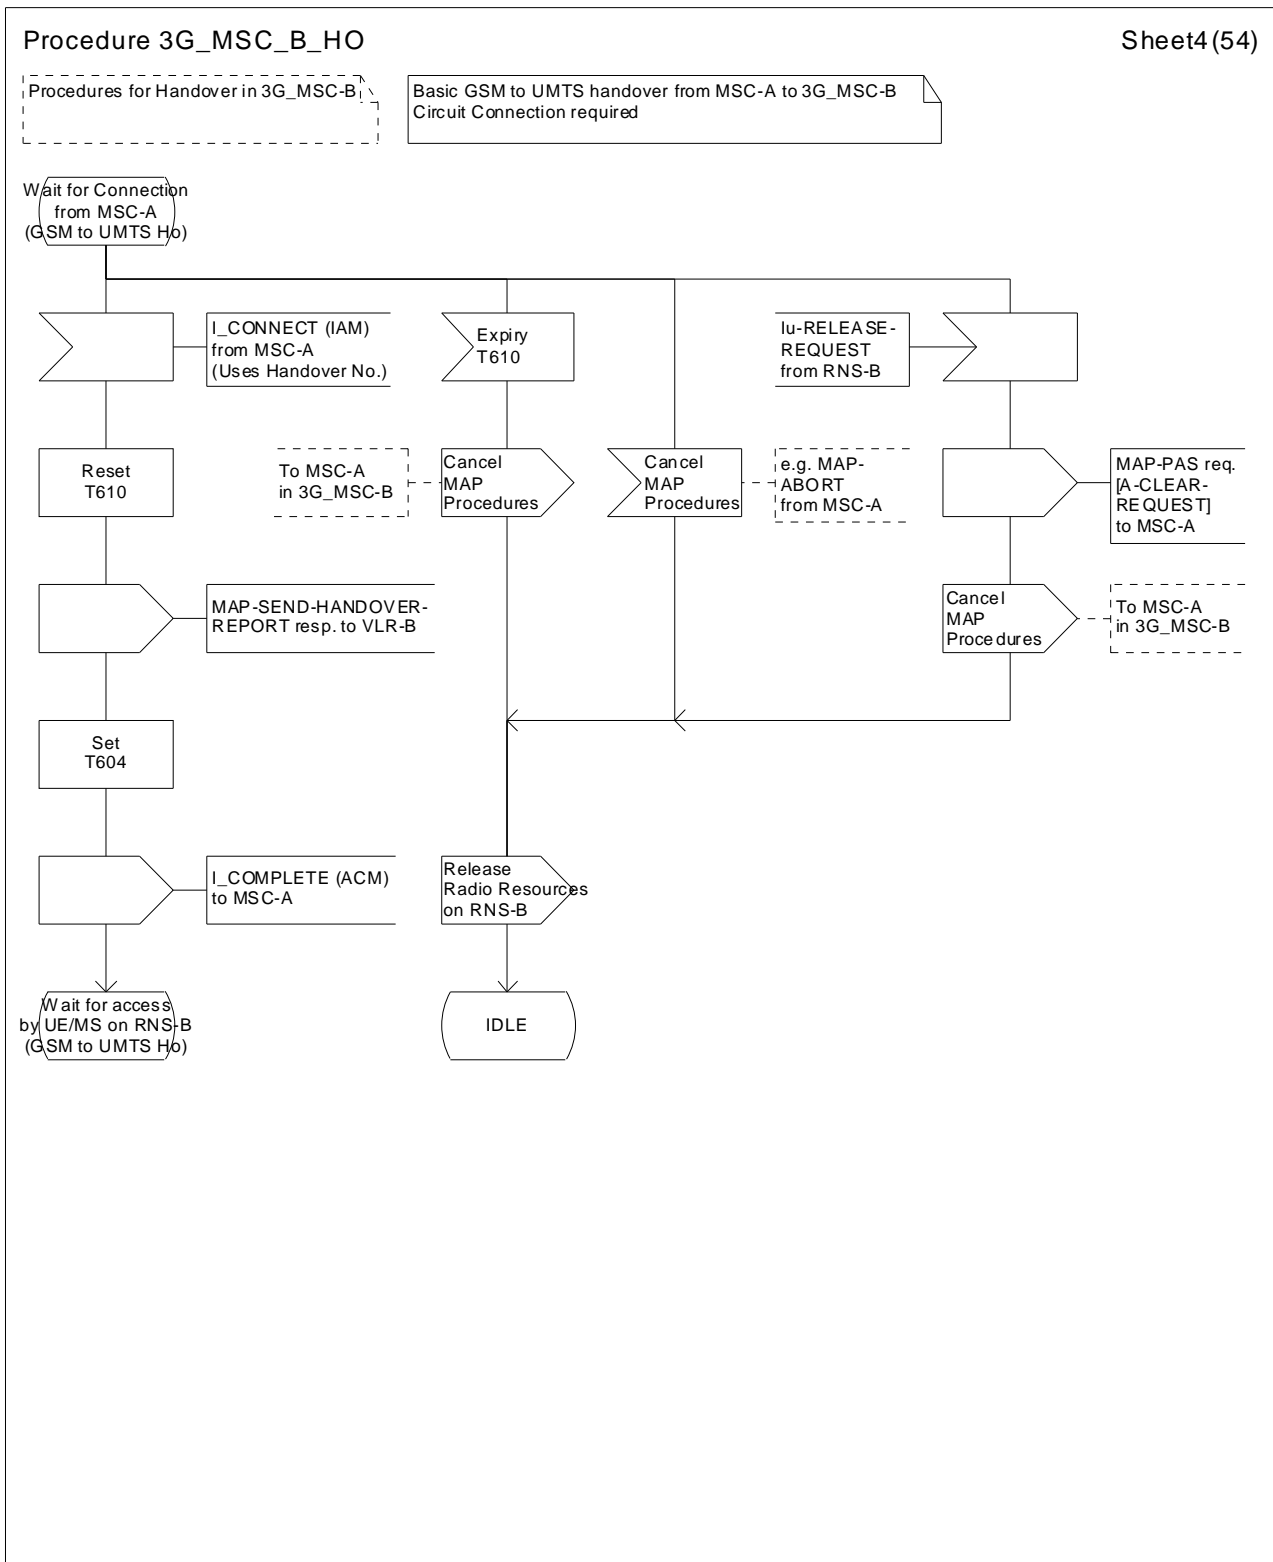 Procedure 3G_MSC_B_HO
Sheet4(54)
Procedures for Handover in 3G_MSC-B
Basic GSM to UMTS handover from MSC-A to 3G_MSC-B
Circuit Connection required
Wait for Connection
from MSC-A
(GSM to UMTS Ho)
I_CONNECT (IAM)
from MSC-A
(Uses Handover No.)
Expiry
T610
Iu-RELEASE-
REQUEST
from RNS-B
Reset
T610
To MSC-A
in 3G_MSC-B
Cancel
MAP
Procedures
Cancel
MAP
Procedures
e.g. MAP-
ABORT
from MSC-A
MAP-PAS req.
[A-CLEAR-
REQUEST]
to MSC-A
MAP-SEND-HANDOVER-
REPORT resp. to VLR-B
Cancel
MAP
Procedures
To MSC-A
in 3G_MSC-B
Set
T604
I_COMPLETE (ACM)
to MSC-A
Release
Radio Resources
on RNS-B
Wait for access
by UE/MS on RNS-B
(GSM to UMTS Ho)
IDLE